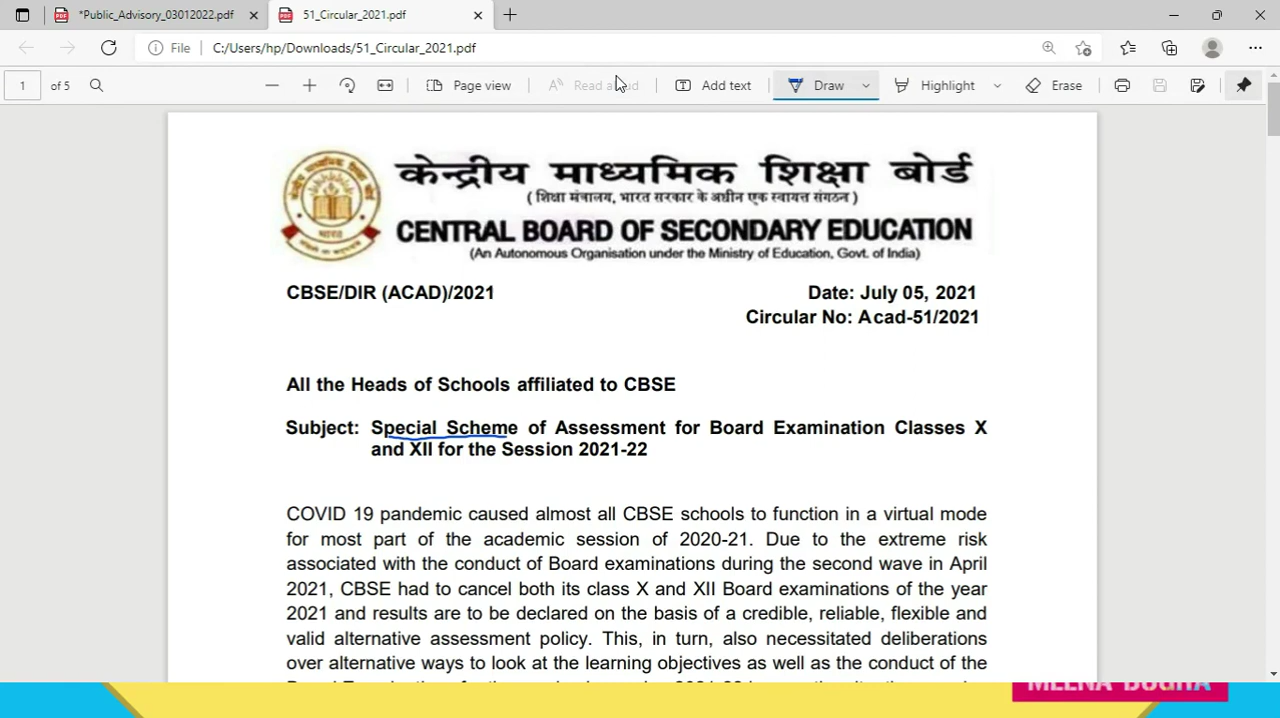 *Public_Advisory_03012022.pdf
51_Circular_2021.pdf
File
C:/Users/hp/Downloads/51_Circular_2021.pdf
1 of 5
Page view
Read a ud
Add text
Draw
Highlight
Erase
केन्द्रीय माध्यमिक शिक्षा बोर्ड
(शिक्षा मंत्रालय, भारत सरकार के अधीन एक स्वायत्त संगठन)
CENTRAL BOARD OF SECONDARY EDUCATION
(An Autonomous Organisation under the Ministry of Education, Govt. of India)
CBSE/DIR (ACAD)/2021
Date: July 05, 2021
Circular No: Acad-51/2021
All the Heads of Schools affiliated to CBSE
Subject: Special Scheme of Assessment for Board Examination Classes X
and XII for the Session 2021-22
COVID 19 pandemic caused almost all CBSE schools to function in a virtual mode
for most part of the academic session of 2020-21. Due to the extreme risk
associated with the conduct of Board examinations during the second wave in April
2021, CBSE had to cancel both its class X and XII Board examinations of the year
2021 and results are to be declared on the basis of a credible, reliable, flexible and
valid alternative assessment policy. This, in turn, also necessitated deliberations
over alternative ways to look at the learning objectives as well as the conduct of the